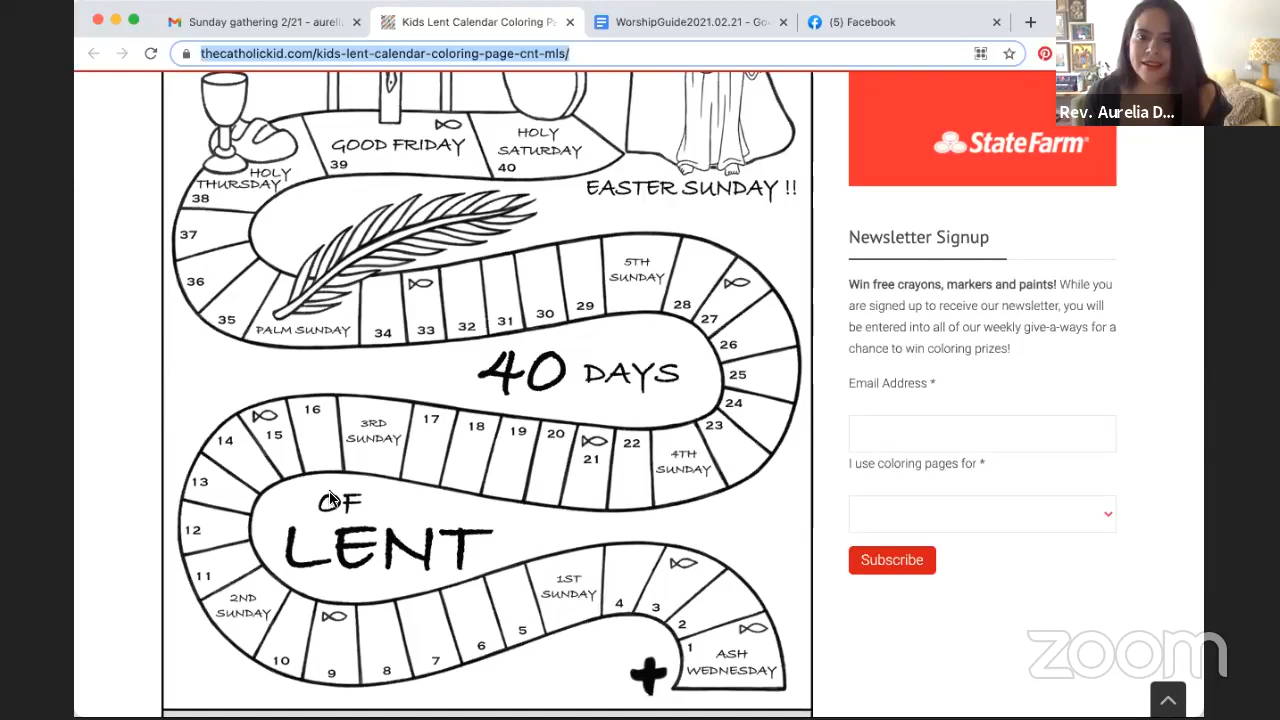 Sunday gathering 2/21 - aureli
Kids Lent Calendar Coloring Pa
WorshipGuide2021.02.21 - Go
(5) Facebook
thecatholickid.com/kids-lent-calendar-coloring-page-cnt-mls/
Rev. Aurelia D...
GOOD FRIDAY
39
HOLY
SATURDAY
40
HOLY
THURSDAY
38
EASTER SUNDAY !!
37
36
35
PALM SUNDAY
34
33
32
31
30
29
5TH
SUNDAY
28
27
26
25
24
23
40 DAYS
4TH
SUNDAY
22
21
20
19
18
17
3RD
SUNDAY
16
15
14
13
12
11
OF
LENT
2ND
SUNDAY
10
9
8
7
6
5
1ST
SUNDAY
4
3
2
1
ASH
WEDNESDAY
StateFarm
Newsletter Signup
Win free crayons, markers and paints! While you
are signed up to receive our newsletter, you will
be entered into all of our weekly give-a-ways for a
chance to win coloring prizes!
Email Address *
I use coloring pages for *
Subscribe
zoom